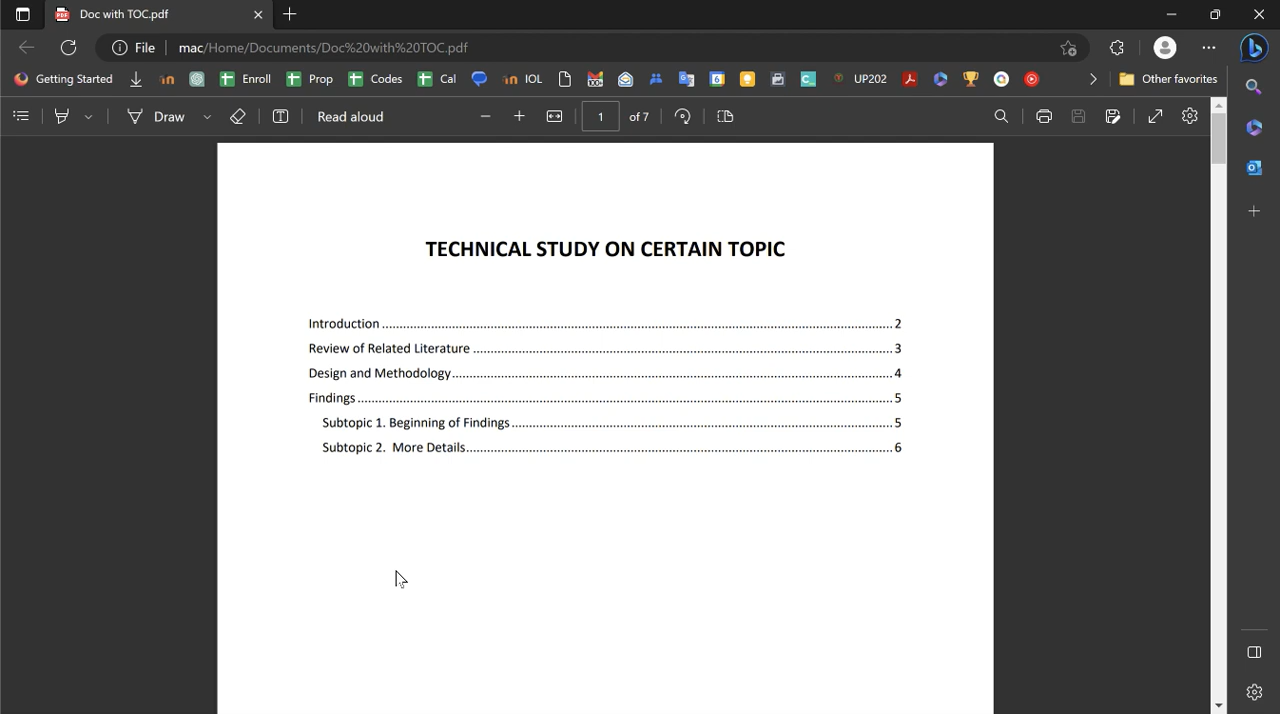 Doc with TOC.pdf
File mac/Home/Documents/Doc%20with%20TOC.pdf
Getting Started in Enroll Prop Codes Cal in IOL UP202 Other favorites
Draw Read aloud 1 of 7
TECHNICAL STUDY ON CERTAIN TOPIC
Introduction 2
Review of Related Literature 3
Design and Methodology 4
Findings 5
Subtopic 1. Beginning of Findings 5
Subtopic 2. More Details 6